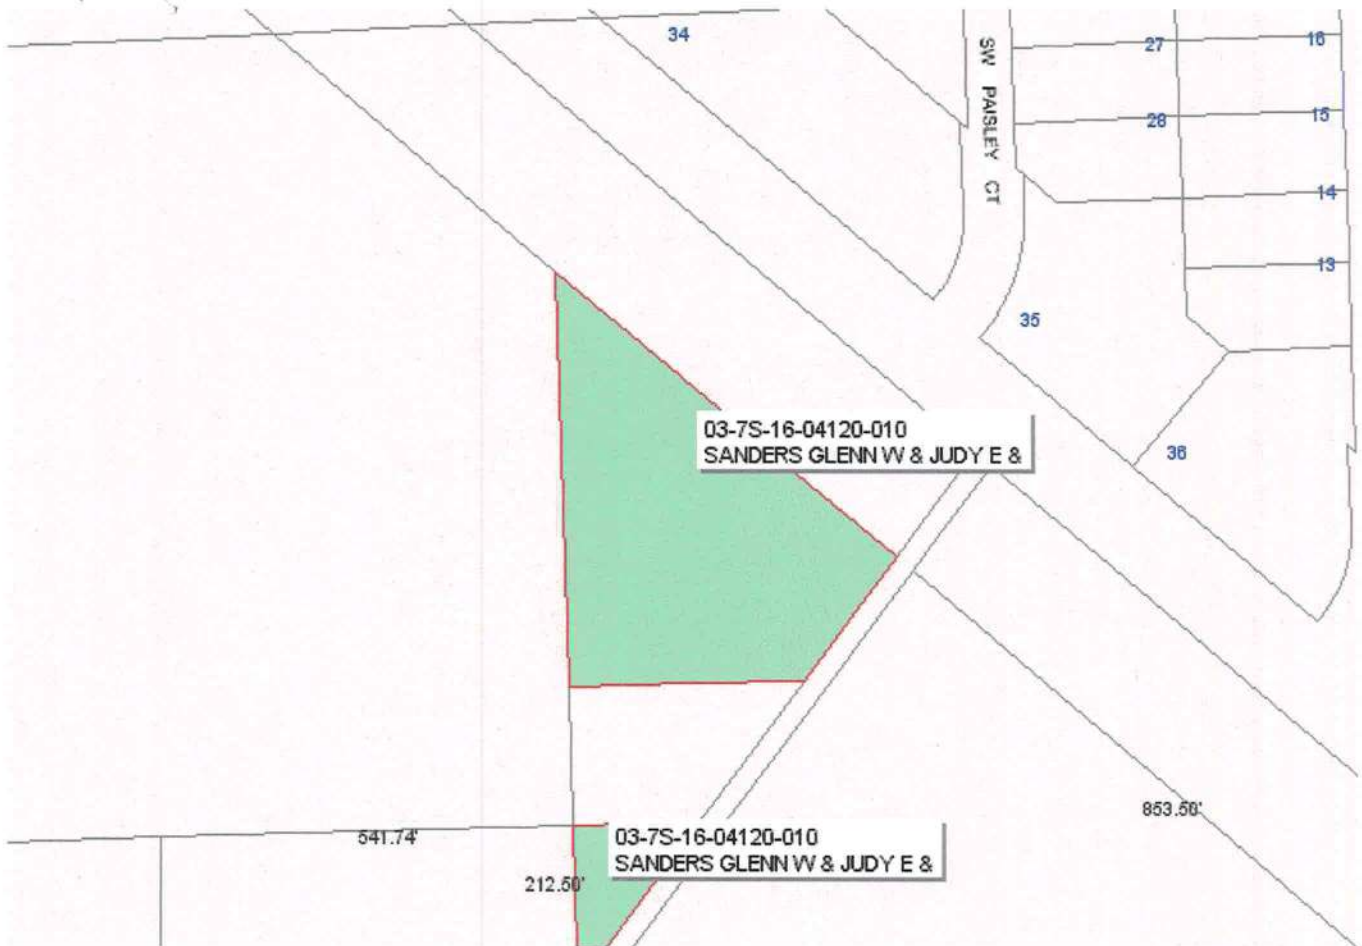 34
27
16
SW PAISLEY CT
28
15
14
13
35
03-7S-16-04120-010
SANDERS GLENN W & JUDY E &
36
853.50'
541.74'
03-7S-16-04120-010
SANDERS GLENN W & JUDY E &
212.50'